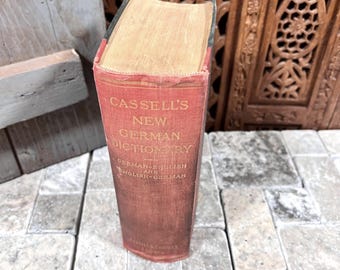 CASSELL'S
NEW
GERMAN
DICTIONARY
GERMAN-ENGLISH
AND
ENGLISH-GERMAN